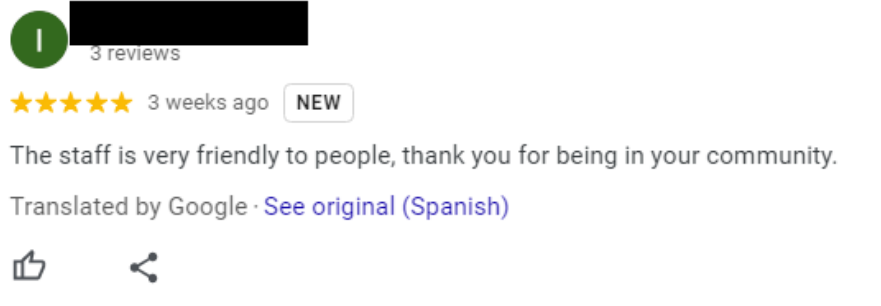 I
3 reviews
3 weeks ago NEW
The staff is very friendly to people, thank you for being in your community.
Translated by Google · See original (Spanish)